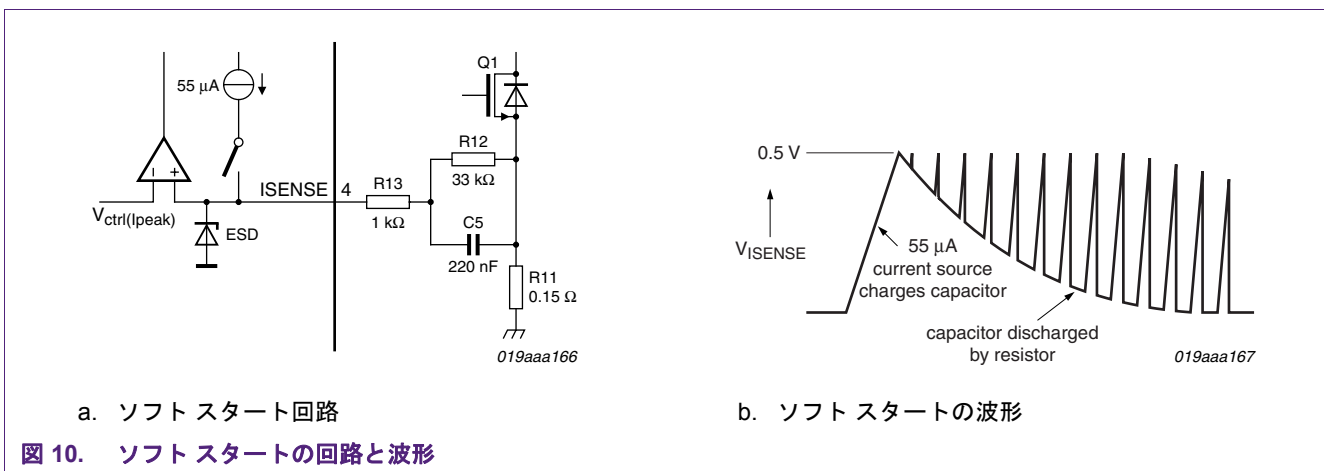 55 μA
Q1
R12
33 kΩ
ISENSE 4
R13
1 kΩ
C5
220 nF
R11
0.15 Ω
Vctrl(Ipeak)
ESD
019aaa166
0.5 V
VISENSE
55 μA
current source
charges capacitor
capacitor discharged
by resistor
019aaa167
a. ソフト スタート回路
b. ソフト スタートの波形
図 10. ソフト スタートの回路と波形